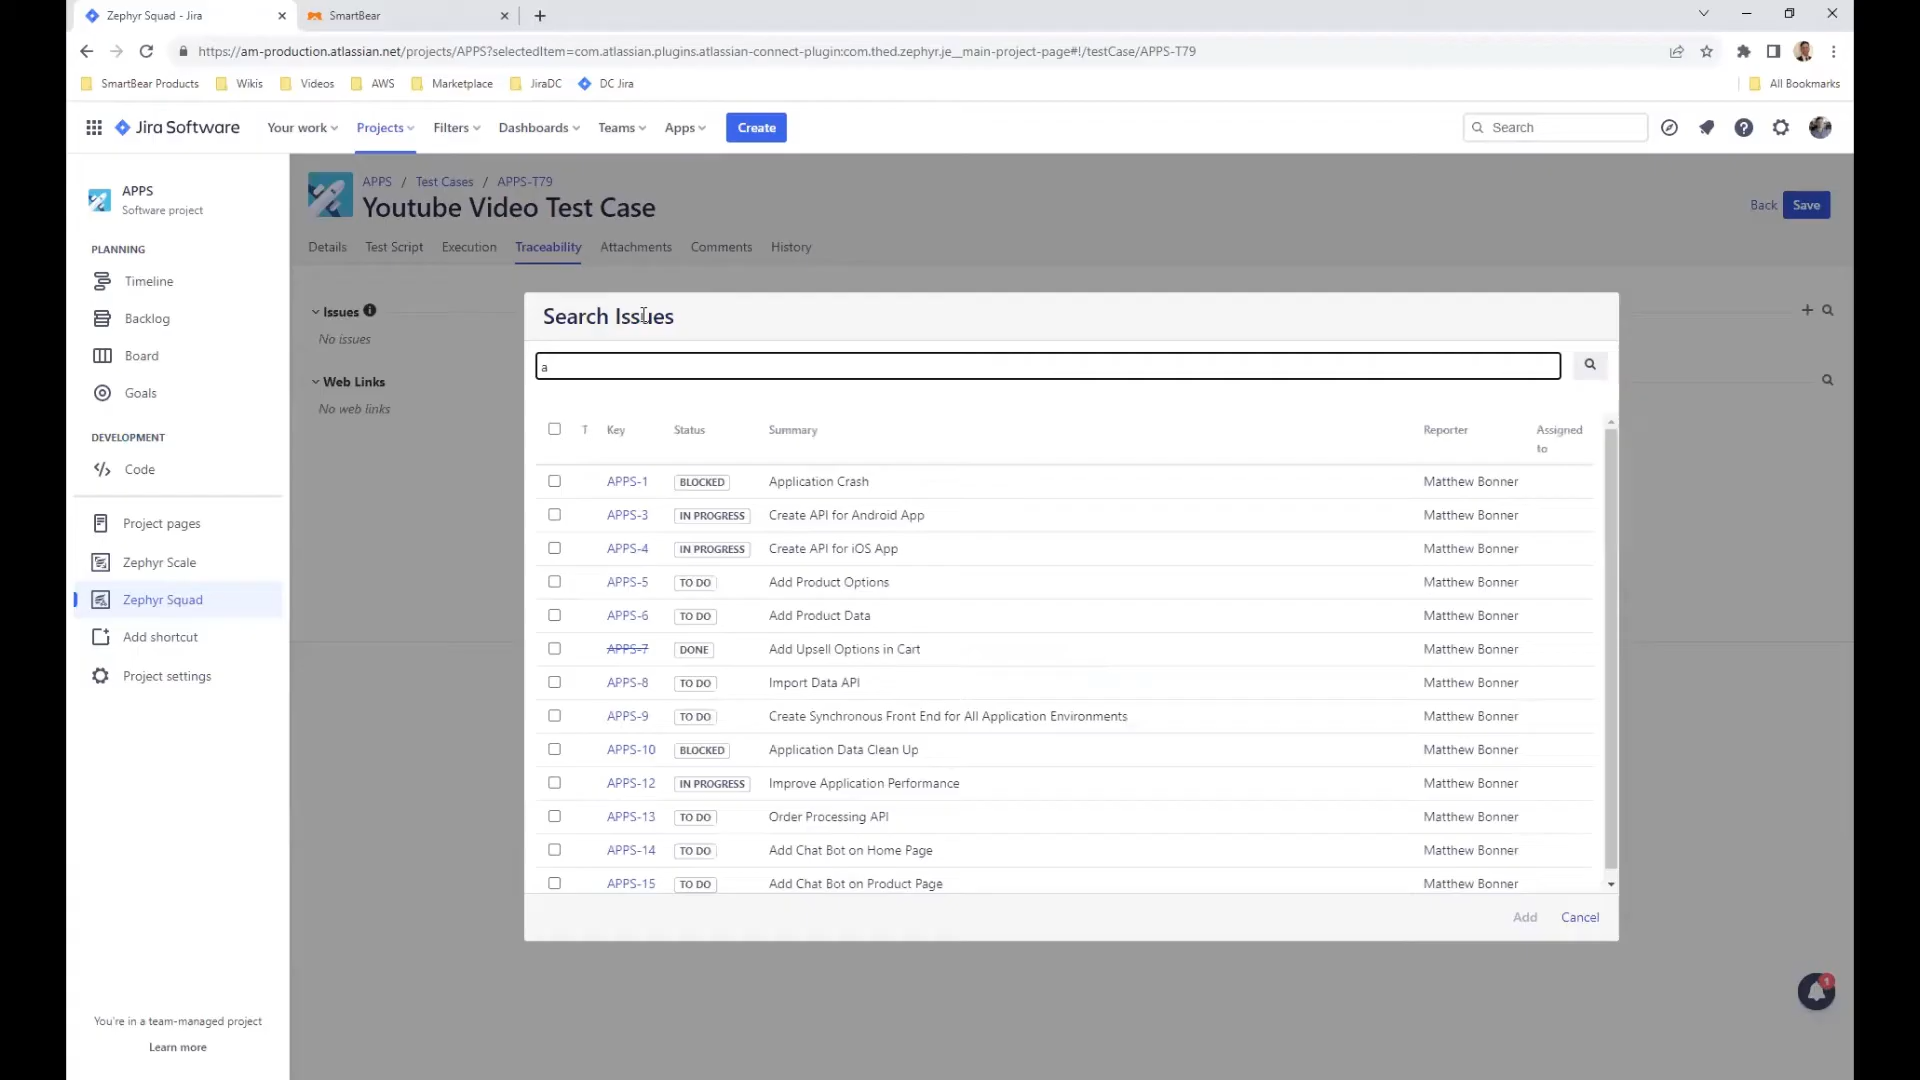 Zephyr Squad - Jira
SmartBear
https://am-production.atlassian.net/projects/APPS?selectedItem=com.atlassian.plugins.atlassian-connect-plugin:com.thed.zephyr.je__main-project-page#!/testCase/APPS-T79
SmartBear Products Wikis Videos AWS Marketplace JiraDC DC Jira All Bookmarks
Jira Software Your work Projects Filters Dashboards Teams Apps Create Search
APPS
Software project
PLANNING
Timeline
Backlog
Board
Goals
DEVELOPMENT
Code
Project pages
Zephyr Scale
Zephyr Squad
Add shortcut
Project settings
You're in a team-managed project
Learn more
APPS / Test Cases / APPS-T79
Youtube Video Test Case
Back Save
Details Test Script Execution Traceability Attachments Comments History
Issues
No issues
Web Links
No web links
Search Issues
a
T Key Status Summary Reporter Assigned
to
APPS-1 BLOCKED Application Crash Matthew Bonner
APPS-3 IN PROGRESS Create API for Android App Matthew Bonner
APPS-4 IN PROGRESS Create API for iOS App Matthew Bonner
APPS-5 TO DO Add Product Options Matthew Bonner
APPS-6 TO DO Add Product Data Matthew Bonner
APPS-7 DONE Add Upsell Options in Cart Matthew Bonner
APPS-8 TO DO Import Data API Matthew Bonner
APPS-9 TO DO Create Synchronous Front End for All Application Environments Matthew Bonner
APPS-10 BLOCKED Application Data Clean Up Matthew Bonner
APPS-12 IN PROGRESS Improve Application Performance Matthew Bonner
APPS-13 TO DO Order Processing API Matthew Bonner
APPS-14 TO DO Add Chat Bot on Home Page Matthew Bonner
APPS-15 TO DO Add Chat Bot on Product Page Matthew Bonner
Add Cancel
1